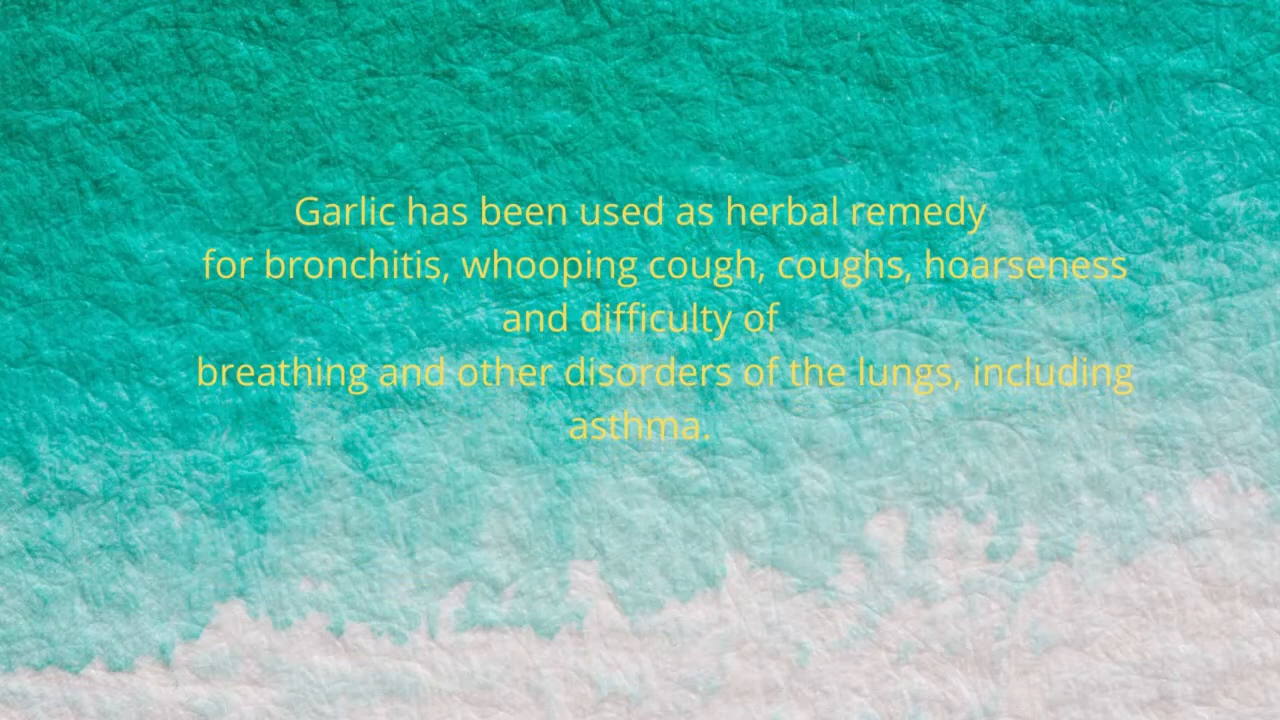 Garlic has been used as herbal remedy
for bronchitis, whooping cough, coughs, hoarseness
and difficulty of
breathing and other disorders of the lungs, including
asthma.